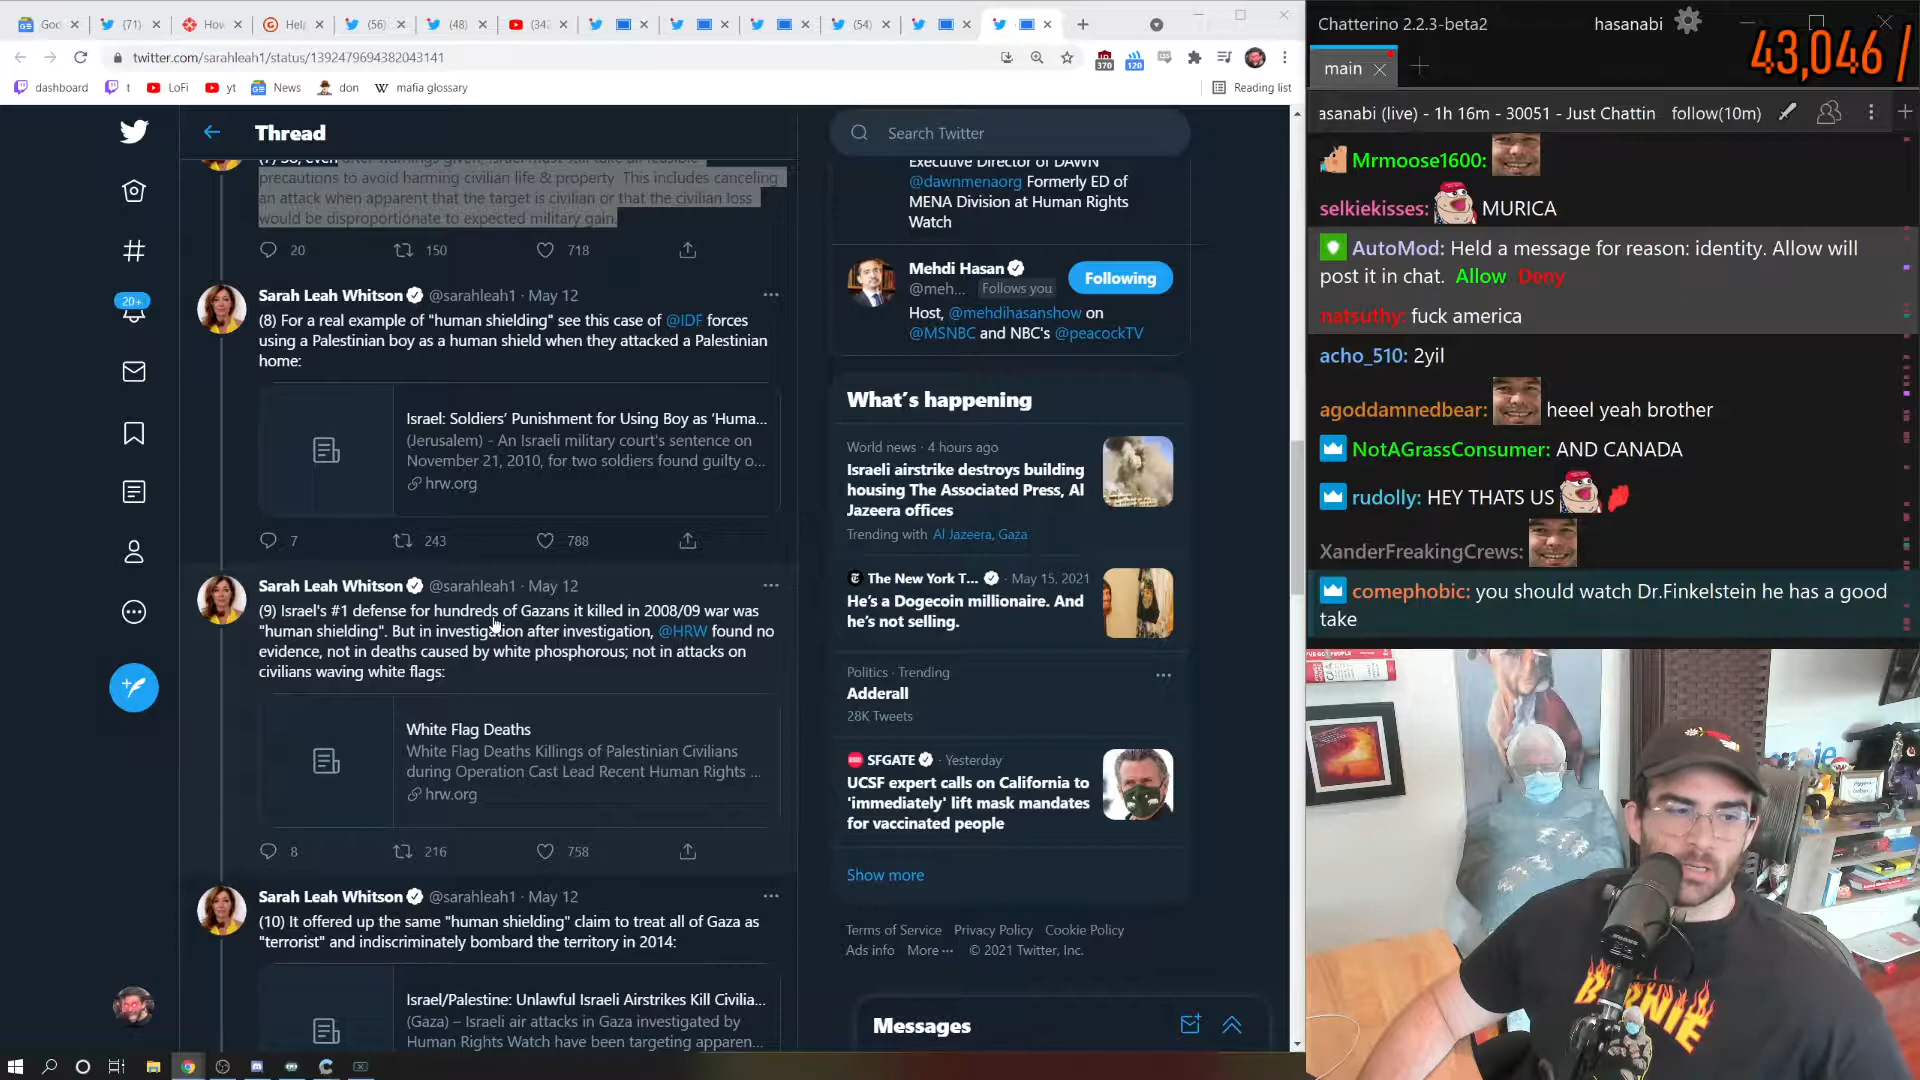 Goo
(71)
How
Help
(56)
(48)
(342
(54)
twitter.com/sarahleah1/status/1392479694382043141
370
120
dashboard
t
LoFi
yt
News
don
mafia glossary
Reading list
Thread
precautions to avoid harming civilian life & property This includes canceling
an attack when apparent that the target is civilian or that the civilian loss
would be disproportionate to expected military gain.
20
150
718
Sarah Leah Whitson @sarahleah1 · May 12
(8) For a real example of "human shielding" see this case of @IDF forces
using a Palestinian boy as a human shield when they attacked a Palestinian
home:
Israel: Soldiers' Punishment for Using Boy as 'Huma...
(Jerusalem) - An Israeli military court's sentence on
November 21, 2010, for two soldiers found guilty o...
hrw.org
7
243
788
Sarah Leah Whitson @sarahleah1 · May 12
(9) Israel's #1 defense for hundreds of Gazans it killed in 2008/09 war was
"human shielding". But in investigation after investigation, @HRW found no
evidence, not in deaths caused by white phosphorous; not in attacks on
civilians waving white flags:
White Flag Deaths
White Flag Deaths Killings of Palestinian Civilians
during Operation Cast Lead Recent Human Rights ...
hrw.org
8
216
758
Sarah Leah Whitson @sarahleah1 · May 12
(10) It offered up the same "human shielding" claim to treat all of Gaza as
"terrorist" and indiscriminately bombard the territory in 2014:
Israel/Palestine: Unlawful Israeli Airstrikes Kill Civilia...
(Gaza) – Israeli air attacks in Gaza investigated by
Human Rights Watch have been targeting apparen...
20+
Search Twitter
Executive Director of DAWN
@dawnmenaorg Formerly ED of
MENA Division at Human Rights
Watch
Mehdi Hasan
@meh... Follows you
Following
Host, @mehdihasanshow on
@MSNBC and NBC's @peacockTV
What's happening
World news · 4 hours ago
Israeli airstrike destroys building
housing The Associated Press, Al
Jazeera offices
Trending with Al Jazeera, Gaza
The New York T... · May 15, 2021
He's a Dogecoin millionaire. And
he's not selling.
Politics · Trending
Adderall
28K Tweets
SFGATE · Yesterday
UCSF expert calls on California to
'immediately' lift mask mandates
for vaccinated people
Show more
Terms of Service Privacy Policy Cookie Policy
Ads info More ··· © 2021 Twitter, Inc.
Messages
Chatterino 2.2.3-beta2
hasanabi
43,046 /
main
asanabi (live) - 1h 16m - 30051 - Just Chattin
follow(10m)
Mrmoose1600:
selkiekisses: MURICA
AutoMod: Held a message for reason: identity. Allow will
post it in chat. Allow Deny
natsuthy: fuck america
acho_510: 2yil
agoddamnedbear: heeel yeah brother
NotAGrassConsumer: AND CANADA
rudolly: HEY THATS US
XanderFreakingCrews:
comephobic: you should watch Dr.Finkelstein he has a good
take